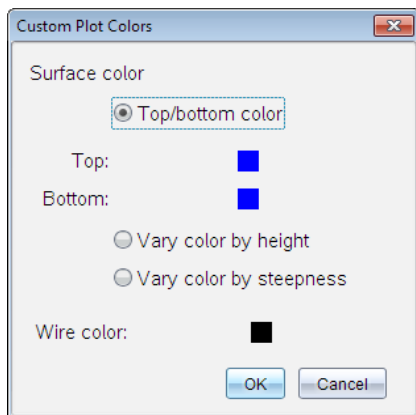 Custom Plot Colors
Surface color
Top/bottom color
Top:
Bottom:
Vary color by height
Vary color by steepness
Wire color:
OK Cancel